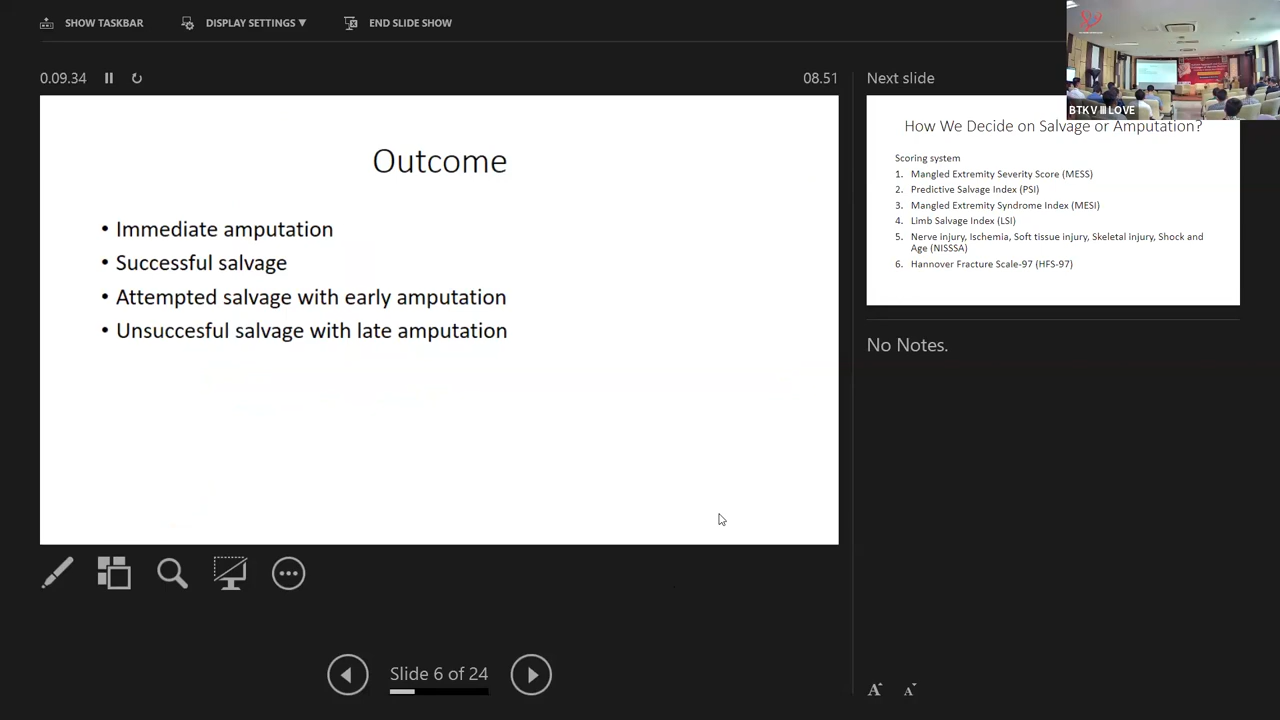 SHOW TASKBAR
DISPLAY SETTINGS ▼
END SLIDE SHOW
0.09.34
08.51
Next slide
BTKV III LOVE
Outcome
• Immediate amputation
• Successful salvage
• Attempted salvage with early amputation
• Unsuccesful salvage with late amputation
How We Decide on Salvage or Amputation?
Scoring system
1. Mangled Extremity Severity Score (MESS)
2. Predictive Salvage Index (PSI)
3. Mangled Extremity Syndrome Index (MESI)
4. Limb Salvage Index (LSI)
5. Nerve injury, Ischemia, Soft tissue injury, Skeletal injury, Shock and
Age (NISSSA)
6. Hannover Fracture Scale-97 (HFS-97)
No Notes.
Slide 6 of 24
A
A